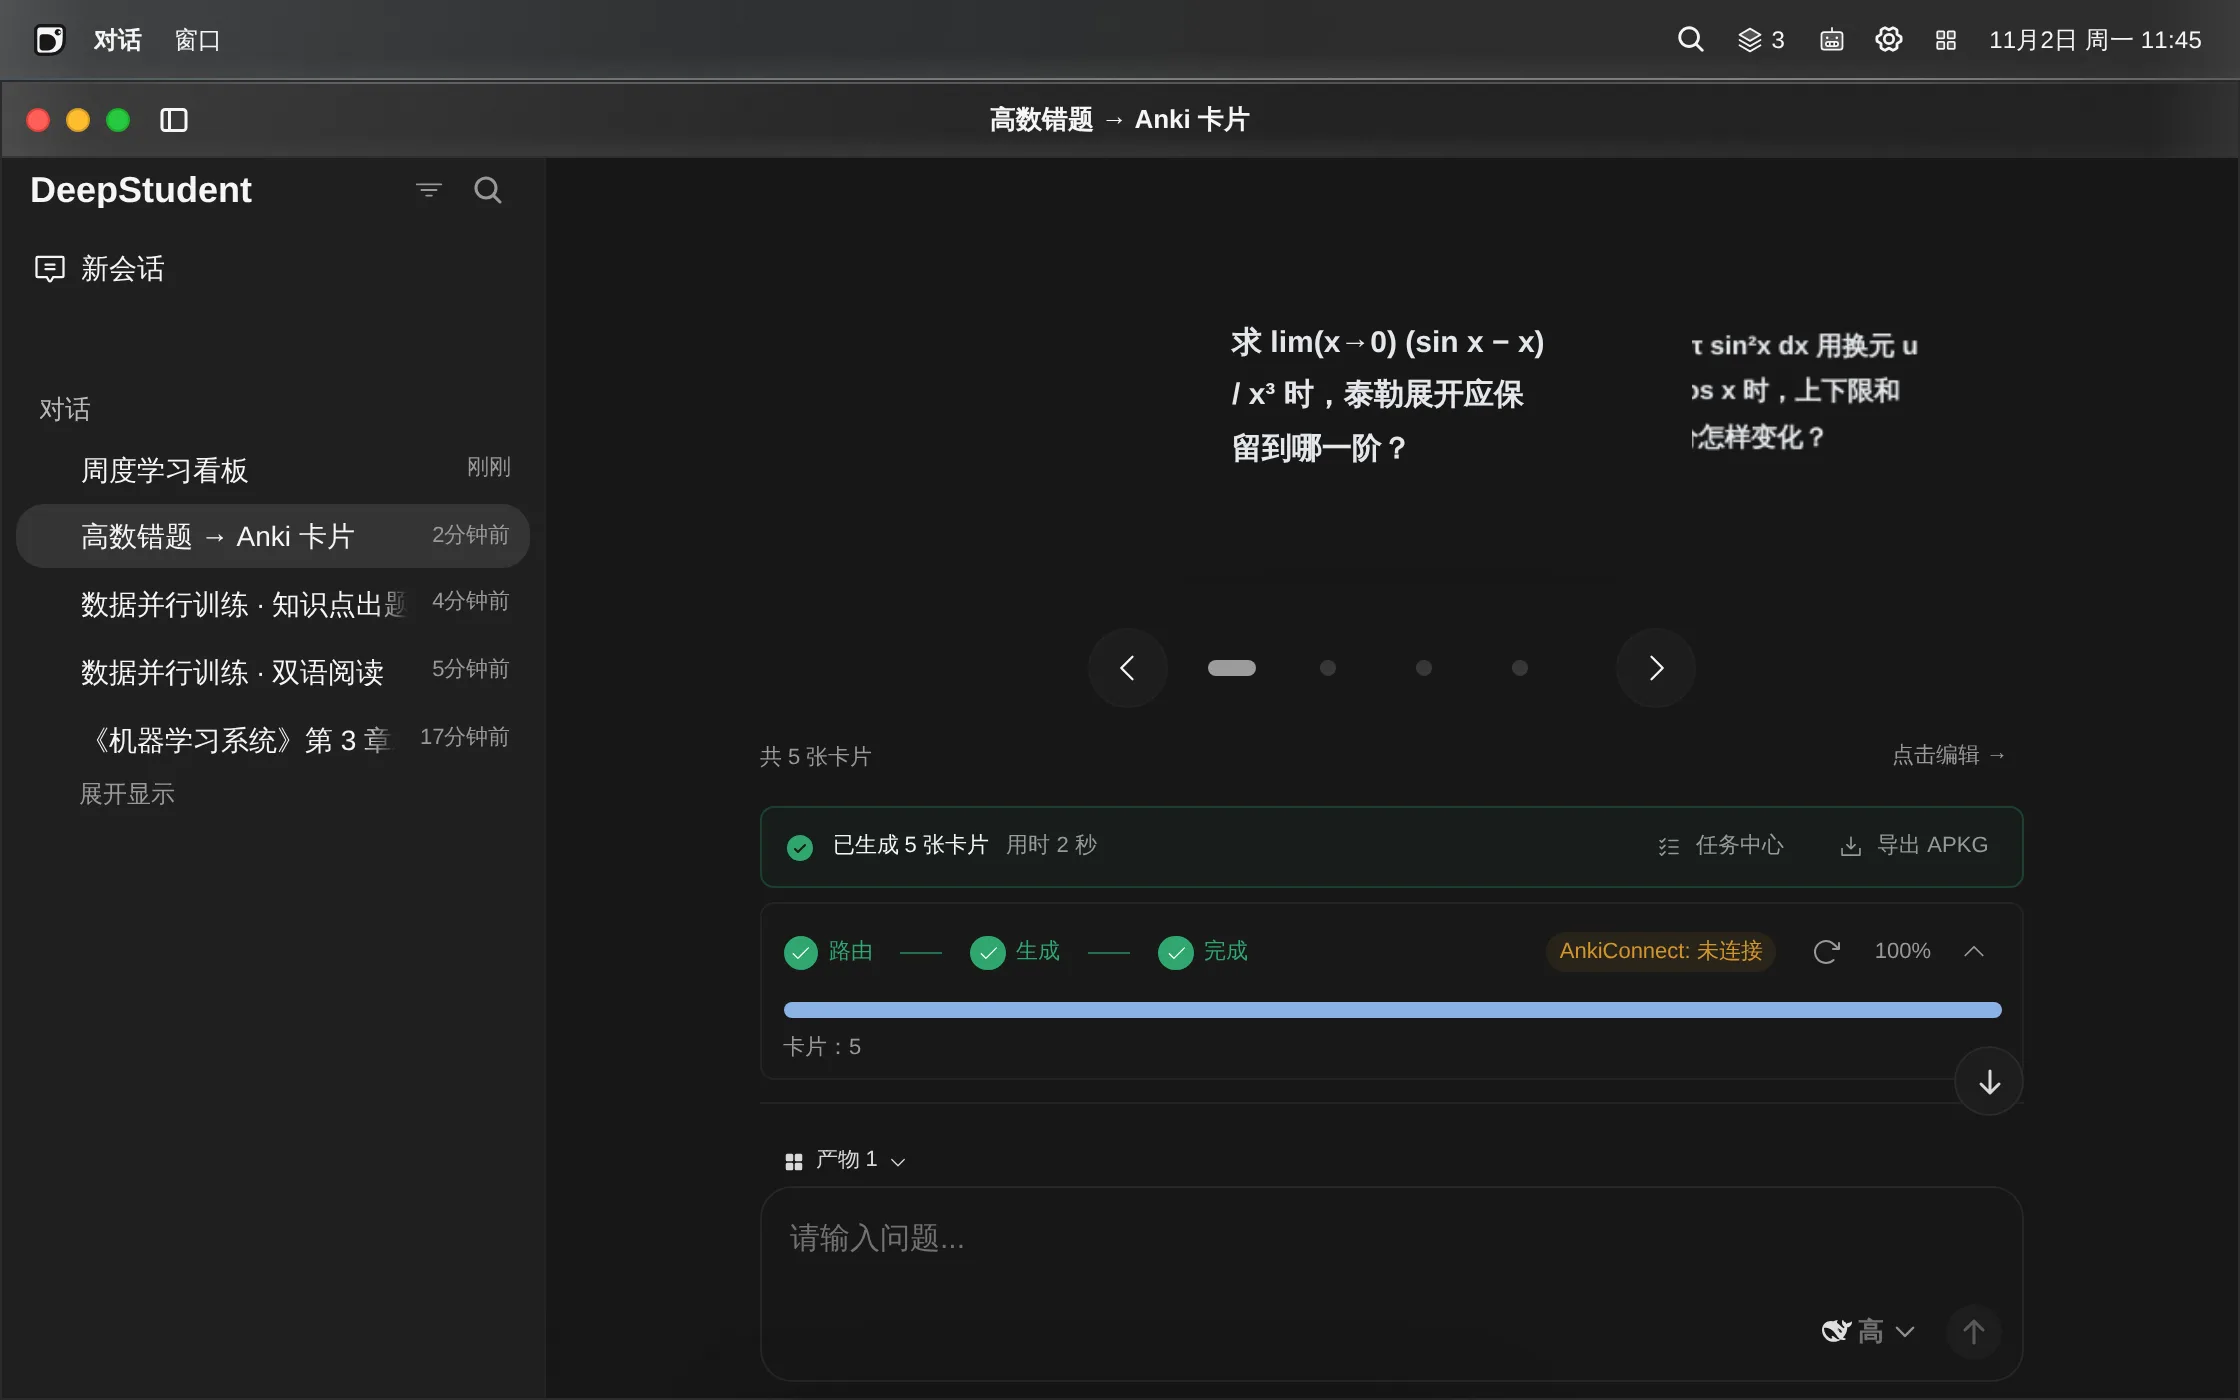 对话 窗口 3 11月2日 周一 11:45
高数错题 → Anki 卡片
DeepStudent
新会话
对话
周度学习看板 刚刚
高数错题 → Anki 卡片 2分钟前
数据并行训练 · 知识点出题 4分钟前
数据并行训练 · 双语阅读 5分钟前
《机器学习系统》第 3 章 17分钟前
展开显示
求 lim(x→0) (sin x − x)
/ x³ 时，泰勒展开应保
留到哪一阶？
sin²x dx 用换元 u
x 时，上下限和
怎样变化？
共 5 张卡片 点击编辑 →
已生成 5 张卡片 用时 2 秒 任务中心 导出 APKG
路由 生成 完成 AnkiConnect: 未连接 100%
卡片：5
产物 1
请输入问题...
高